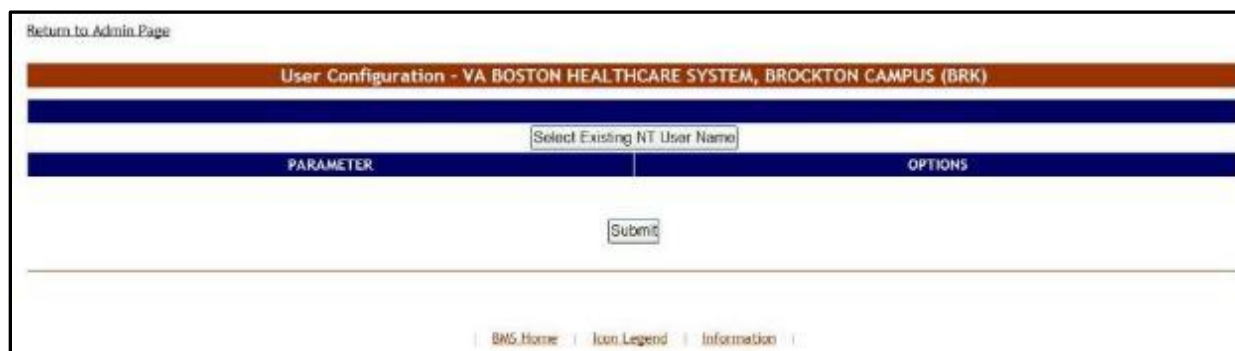 Return to Admin Page
User Configuration - VA BOSTON HEALTHCARE SYSTEM, BROCKTON CAMPUS (BRK)
Select Existing NT User Name
PARAMETER OPTIONS
Submit
| BMS Home | Icon Legend | Information |